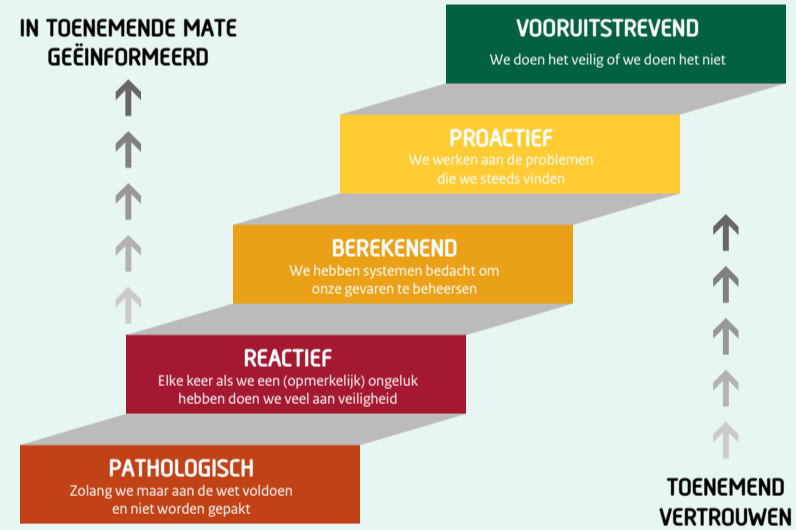 IN TOENEMENDE MATE
GEËINFORMEERD
VOORUITSTREVEND
We doen het veilig of we doen het niet
PROACTIEF
We werken aan de problemen
die we steeds vinden
BEREKENEND
We hebben systemen bedacht om
onze gevaren te beheersen
REACTIEF
Elke keer als we een (opmerkelijk) ongeluk
hebben doen we veel aan veiligheid
PATHOLOGISCH
Zolang we maar aan de wet voldoen
en niet worden gepakt
TOENEMEND
VERTROUWEN